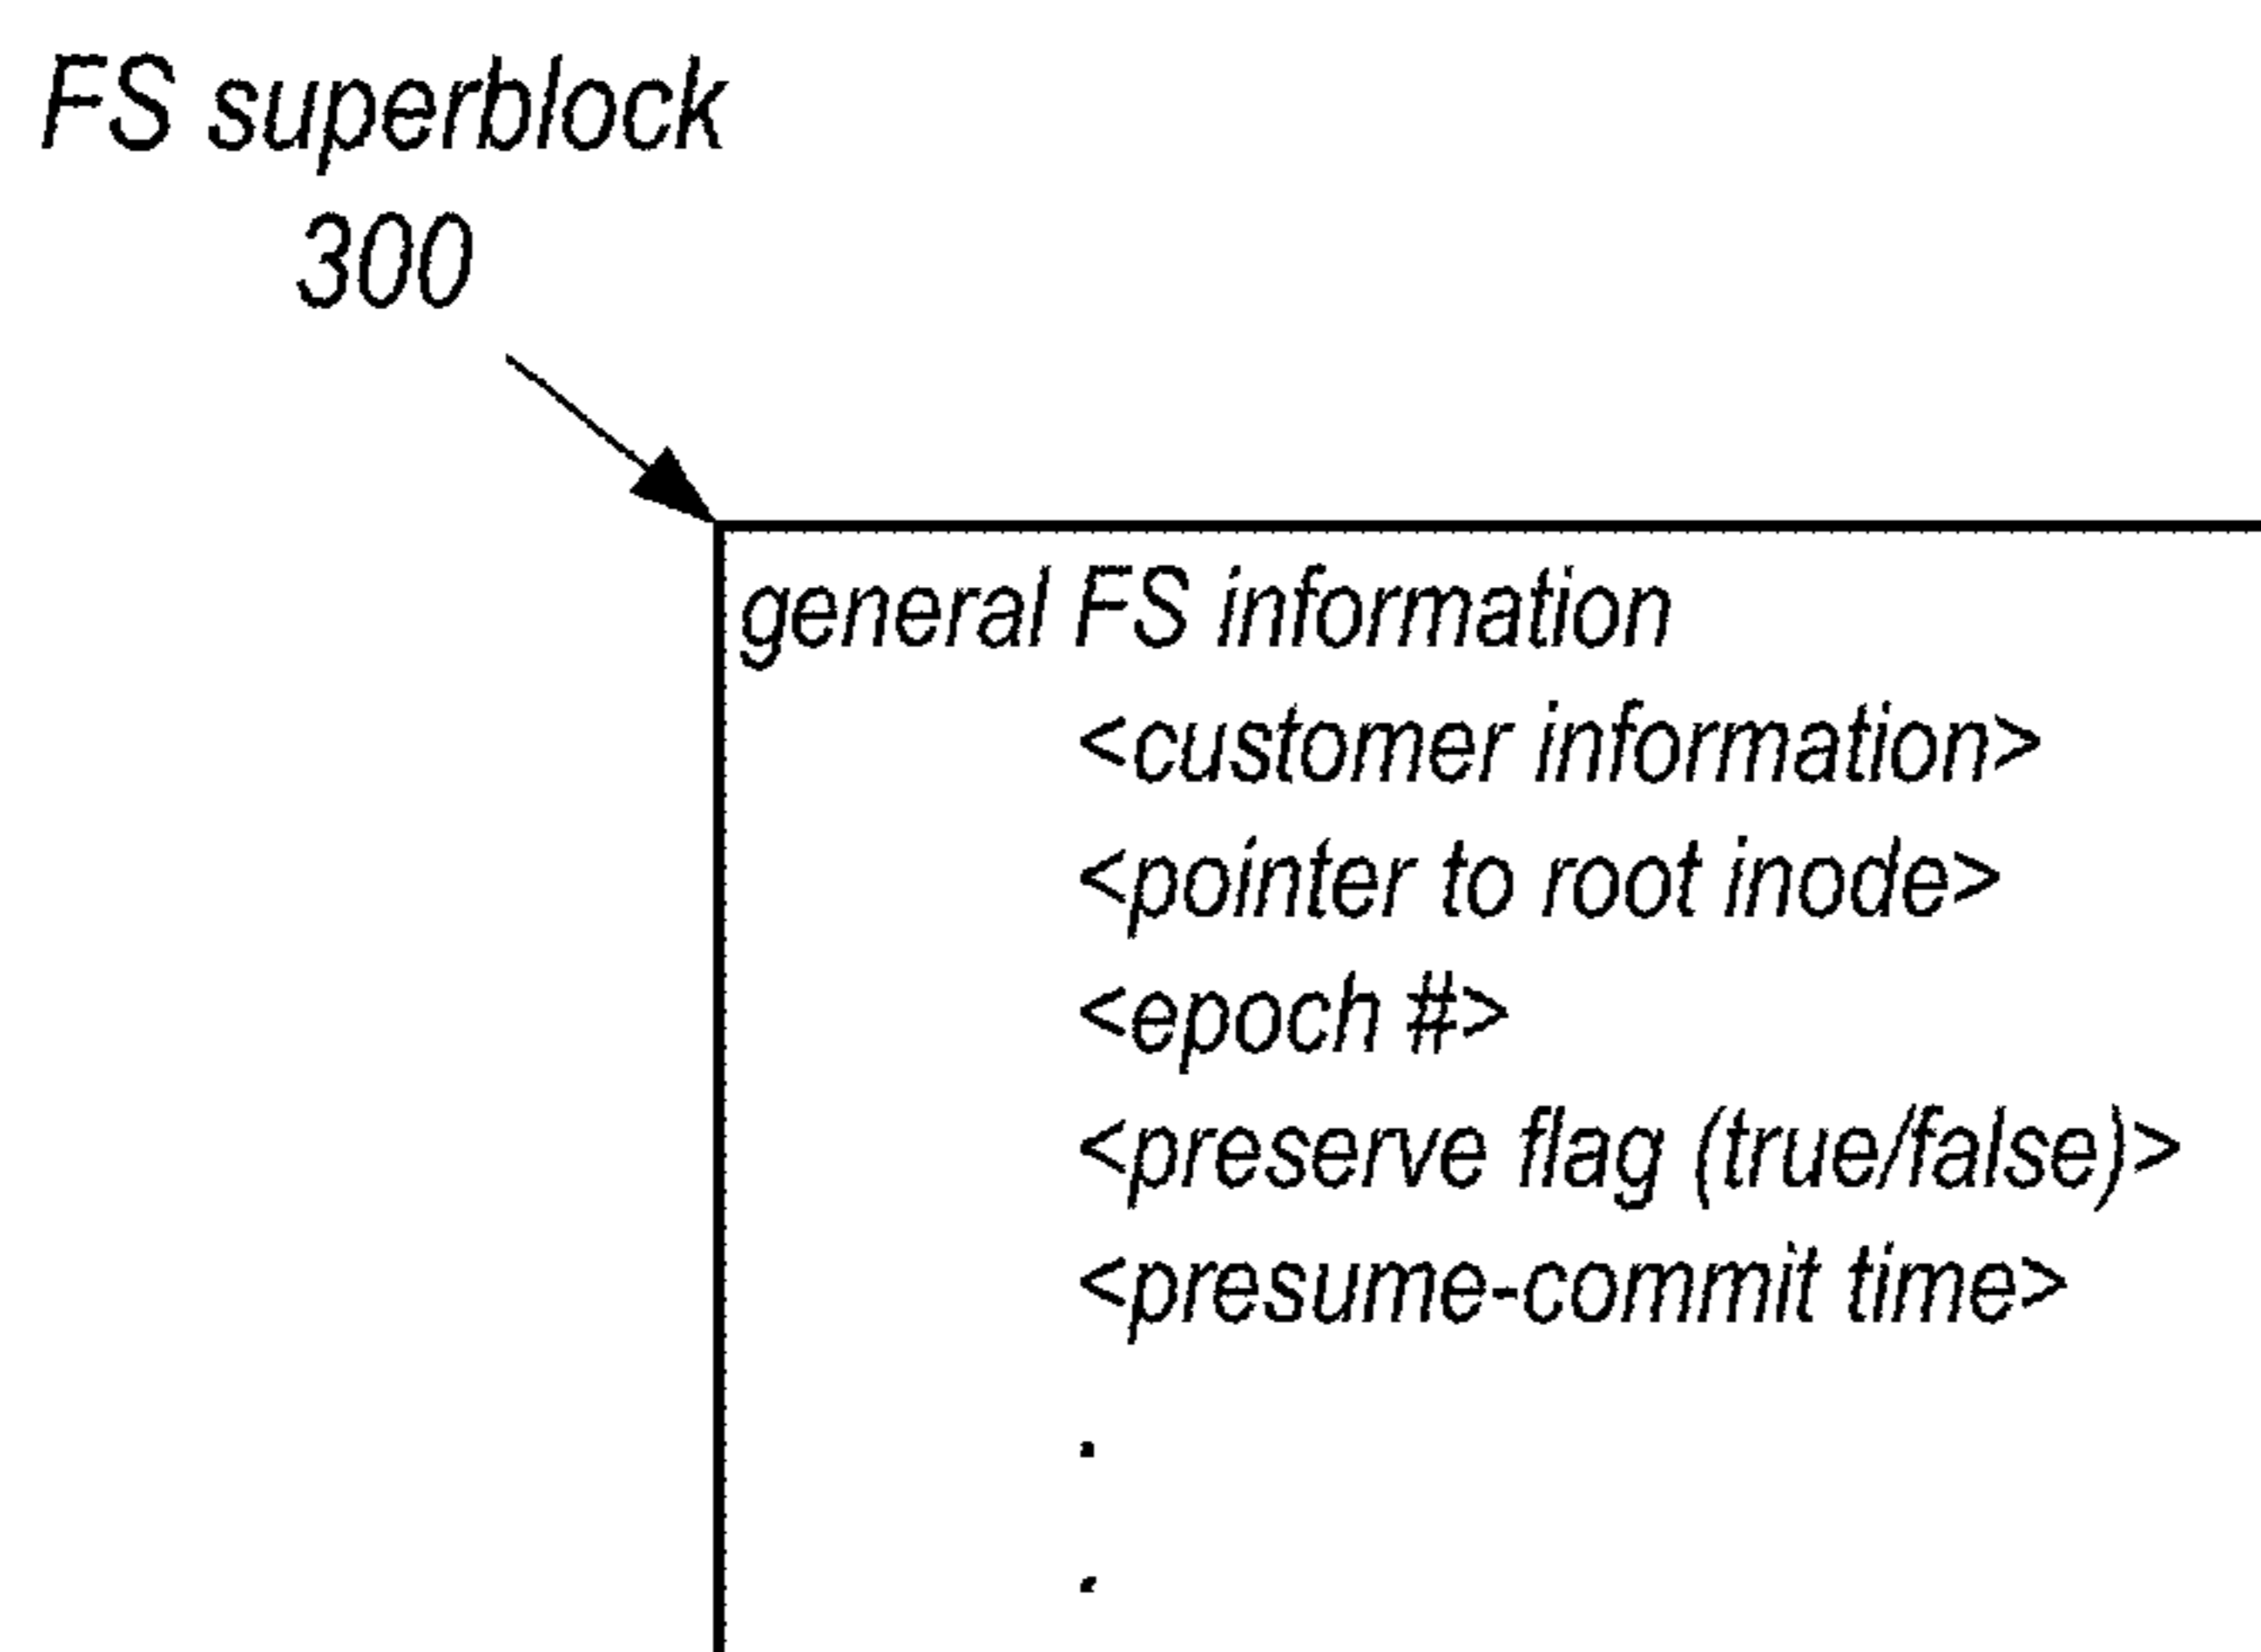 FS superblock
300
general FS information
<customer information>
<pointer to root inode>
<epoch #>
<preserve flag (true/false)>
<presume-commit time>
.
.